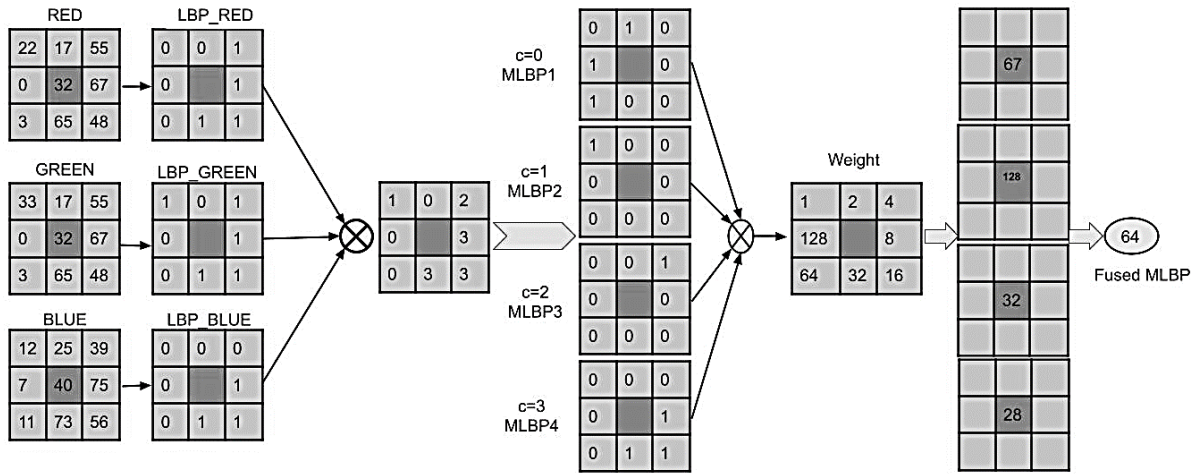 RED
22 17 55
0 32 67
3 65 48
LBP_RED
0 0 1
0 1
0 1 1
GREEN
33 17 55
0 32 67
3 65 48
LBP_GREEN
1 0 1
0 1
0 1 1
BLUE
12 25 39
7 40 75
11 73 56
LBP_BLUE
0 0 0
0 1
0 1 1
1 0 2
0 3
0 3 3
c=0
MLBP1
0 1 0
1 0
1 0 0
c=1
MLBP2
1 0 0
0 0
0 0 0
c=2
MLBP3
0 0 1
0 0
0 0 0
c=3
MLBP4
0 0 0
0 1
0 1 1
Weight
1 2 4
128 8
64 32 16
67
128
32
28
64
Fused MLBP